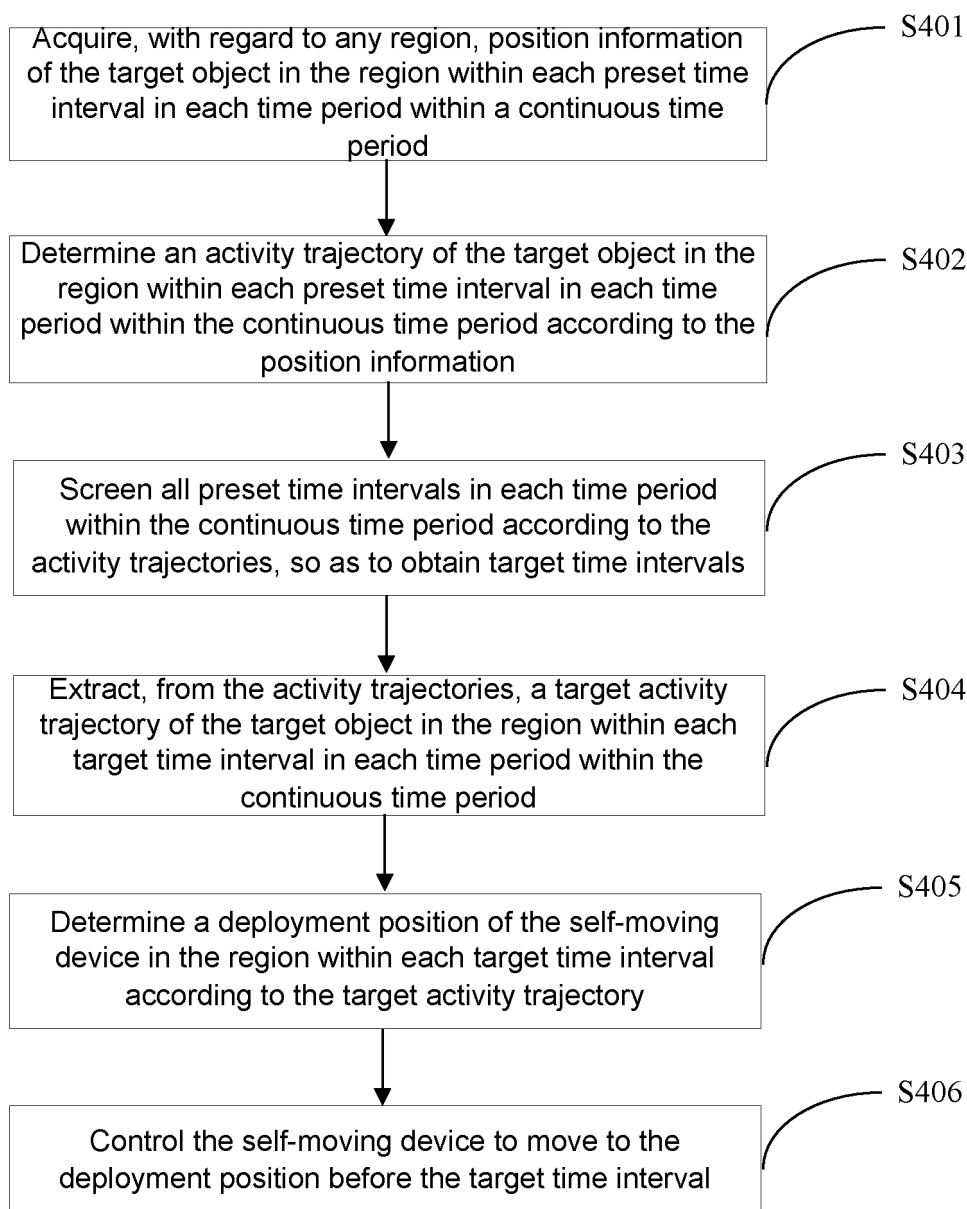 Acquire, with regard to any region, position information
of the target object in the region within each preset time
interval in each time period within a continuous time
period
S401
Determine an activity trajectory of the target object in the
region within each preset time interval in each time
period within the continuous time period according to the
position information
S402
Screen all preset time intervals in each time period
within the continuous time period according to the
activity trajectories, so as to obtain target time intervals
S403
Extract, from the activity trajectories, a target activity
trajectory of the target object in the region within each
target time interval in each time period within the
continuous time period
S404
Determine a deployment position of the self-moving
device in the region within each target time interval
according to the target activity trajectory
S405
Control the self-moving device to move to the
deployment position before the target time interval
S406